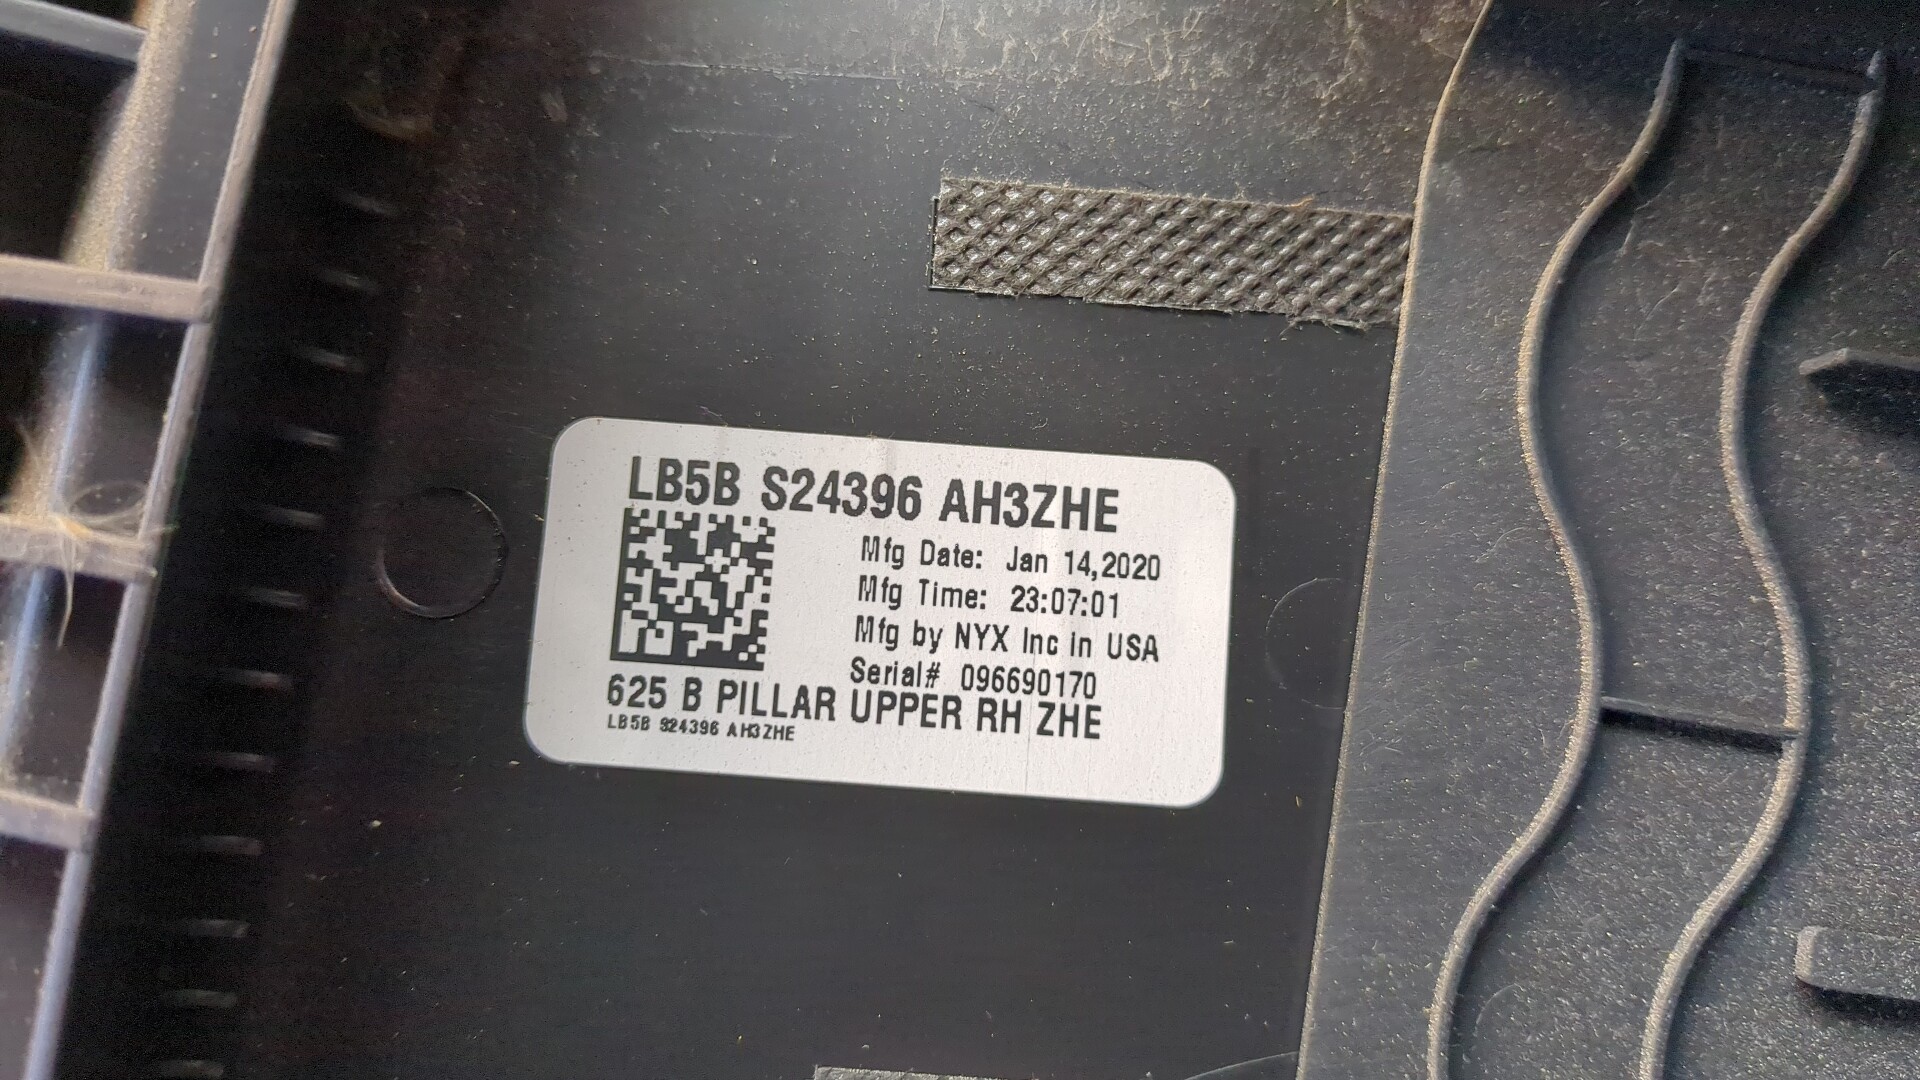 LB5B S24396 AH3ZHE
Mfg Date: Jan 14,2020
Mfg Time: 23:07:01
Mfg by NYX Inc in USA
Serial# 096690170
625 B PILLAR UPPER RH ZHE
LB5B S24396 AH3ZHE